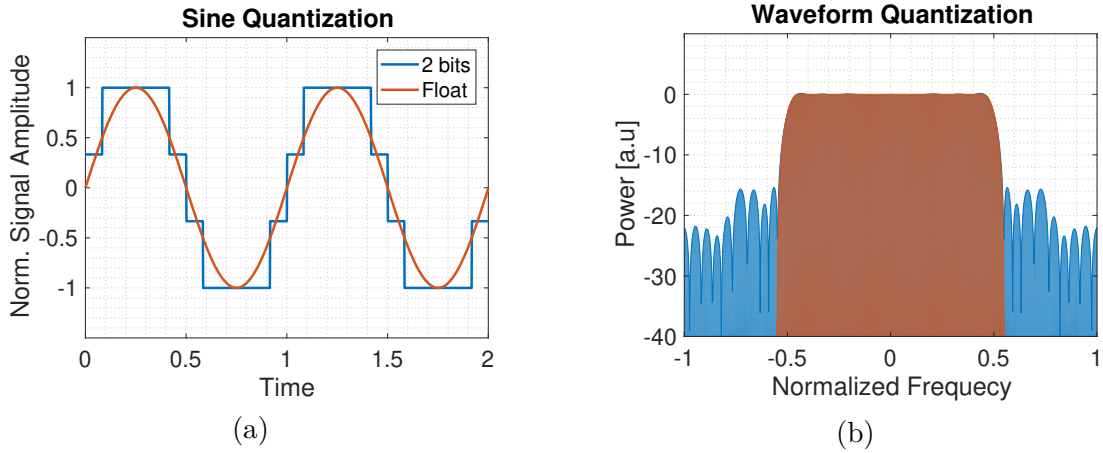 Sine Quantization
Norm. Signal Amplitude
1
0.5
0
-0.5
-1
2 bits
Float
0
0.5
1
1.5
2
Time
(a)
Waveform Quantization
Power [a.u]
0
-10
-20
-30
-40
-1
-0.5
0
0.5
1
Normalized Frequecy
(b)